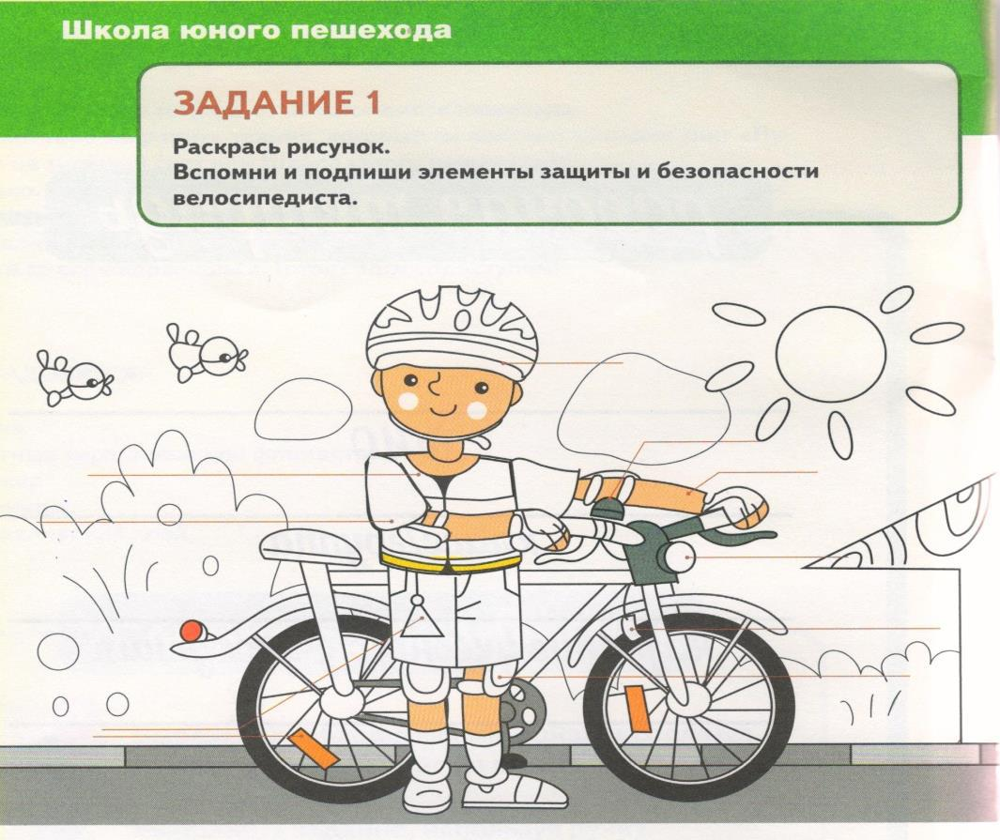 Школа юного пешехода
ЗАДАНИЕ 1
Раскрась рисунок.
Вспомни и подпиши элементы защиты и безопасности
велосипедиста.